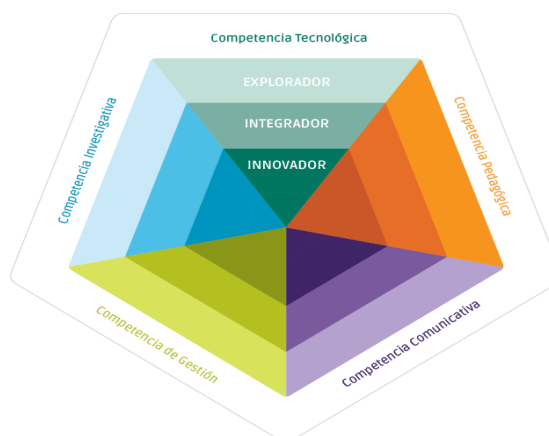 Competencia Tecnológica
EXPLORADOR
INTEGRADOR
INNOVADOR
Competencia Investigativa
Competencia Pedagógica
Competencia de Gestión
Competencia Comunicativa